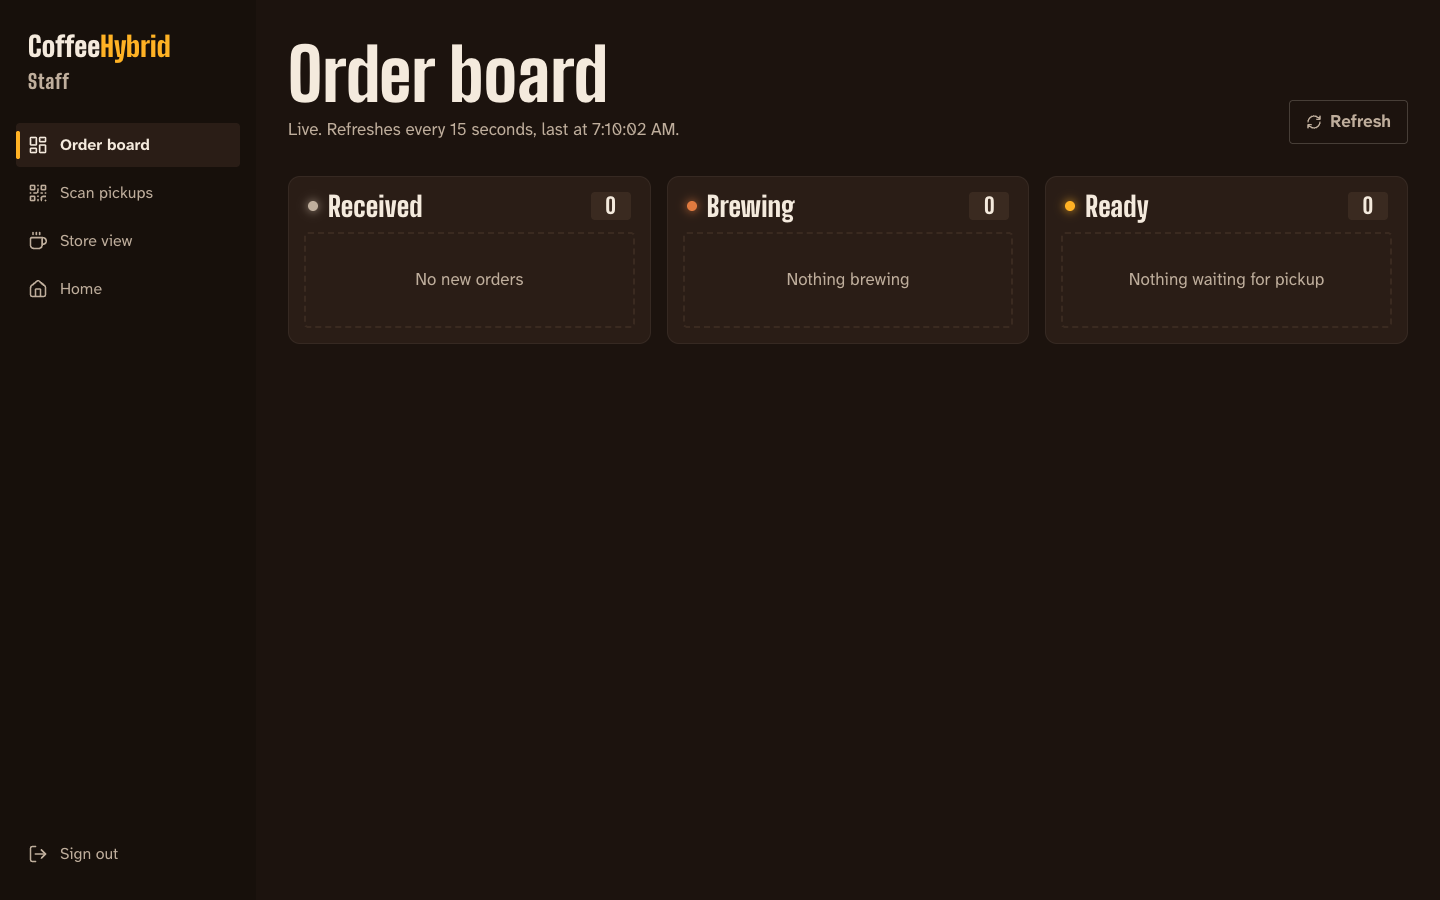 CoffeeHybrid
Staff
Order board
Scan pickups
Store view
Home
Sign out
Order board
Live. Refreshes every 15 seconds, last at 7:10:02 AM.
Refresh
Received 0
No new orders
Brewing 0
Nothing brewing
Ready 0
Nothing waiting for pickup